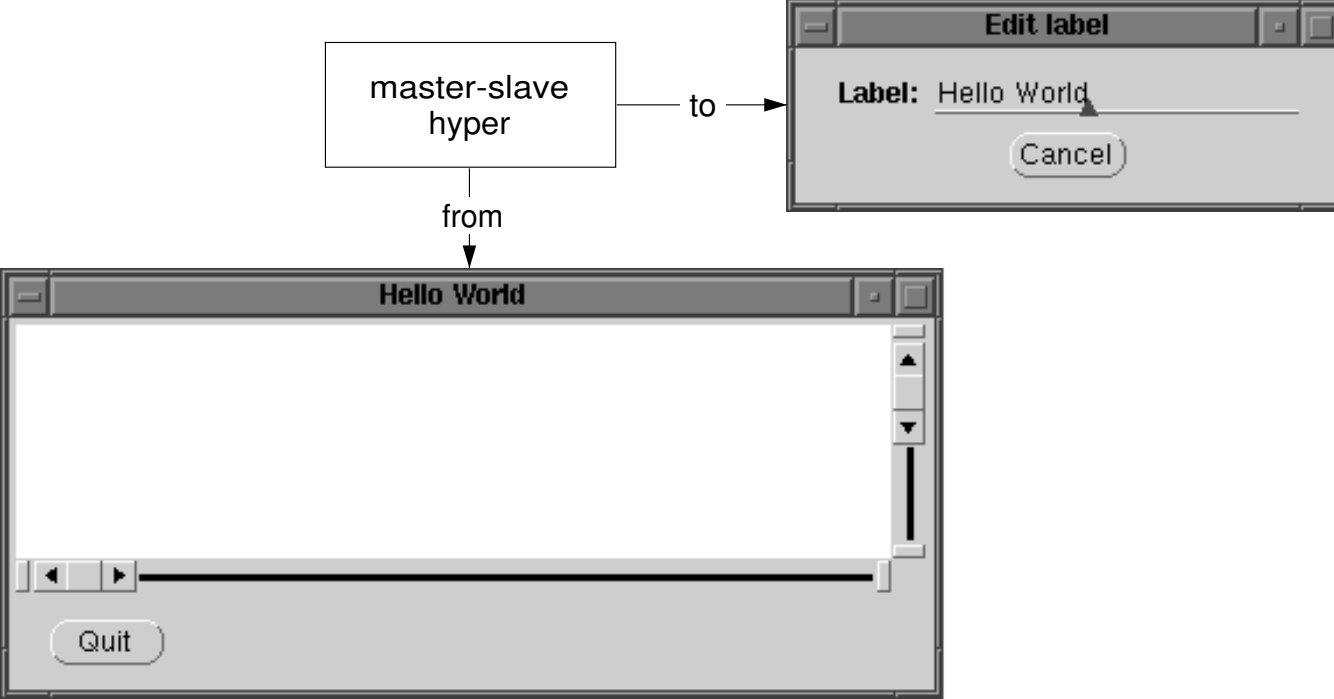 Edit label
master-slave
hyper
to
Label: Hello World
Cancel
from
Hello World
Quit